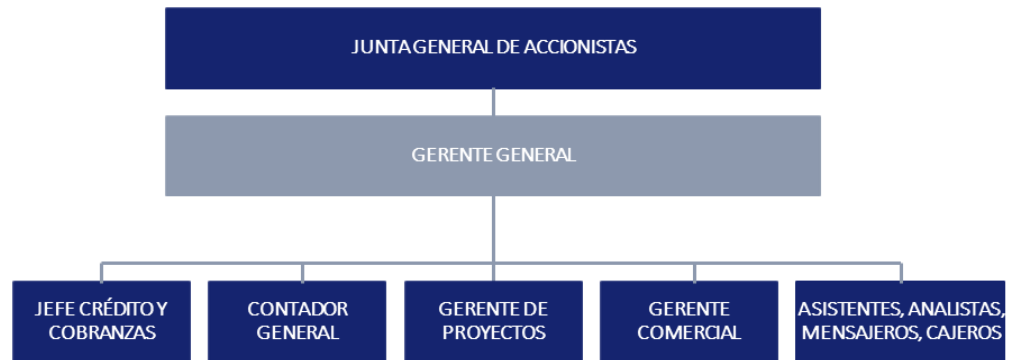 JUNTA GENERAL DE ACCIONISTAS
GERENTE GENERAL
JEFE CRÉDITO Y
COBRANZAS
CONTADOR
GENERAL
GERENTE DE
PROYECTOS
GERENTE
COMERCIAL
ASISTENTES, ANALISTAS,
MENSAJEROS, CAJEROS